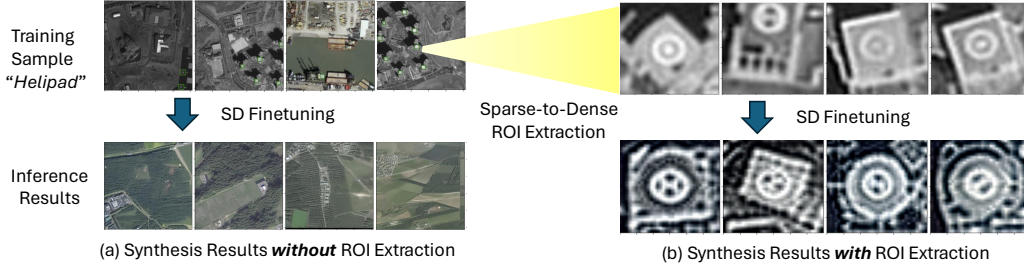 Training
Sample
“Helipad”
SD Finetuning
Inference
Results
(a) Synthesis Results without ROI Extraction
Sparse-to-Dense
ROI Extraction
SD Finetuning
(b) Synthesis Results with ROI Extraction